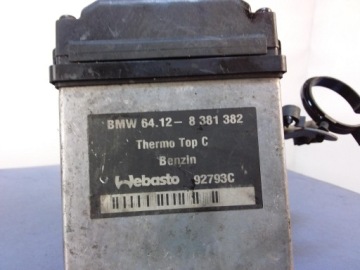 BMW 64.12- 8 381 382
Thermo Top C
Benzin
Webasto 92793C